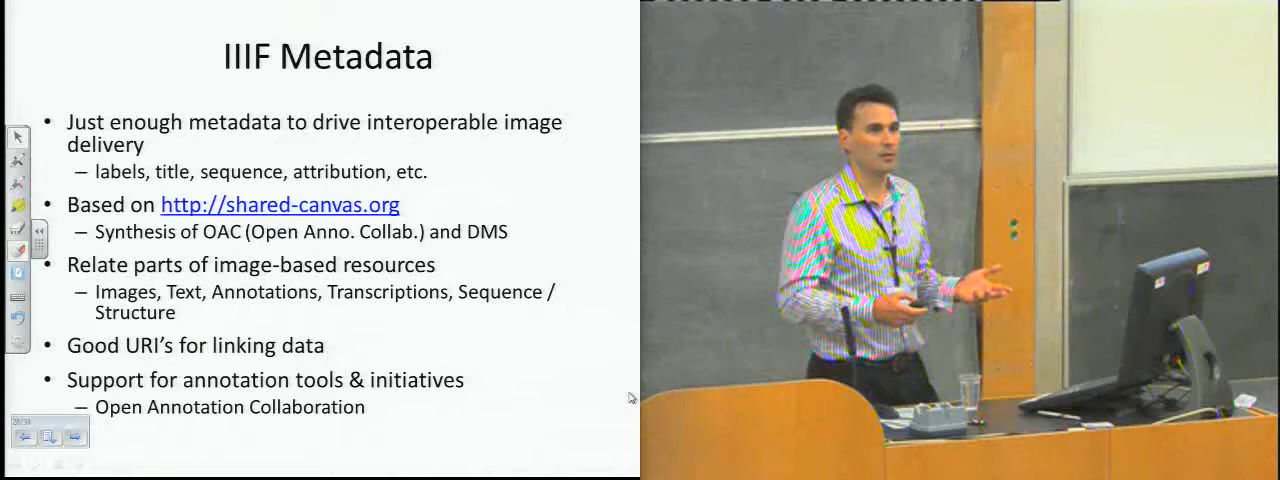 IIIF Metadata
• Just enough metadata to drive interoperable image
delivery
– labels, title, sequence, attribution, etc.
• Based on http://shared-canvas.org
– Synthesis of OAC (Open Anno. Collab.) and DMS
• Relate parts of image-based resources
– Images, Text, Annotations, Transcriptions, Sequence /
Structure
• Good URI's for linking data
• Support for annotation tools & initiatives
– Open Annotation Collaboration
28/34